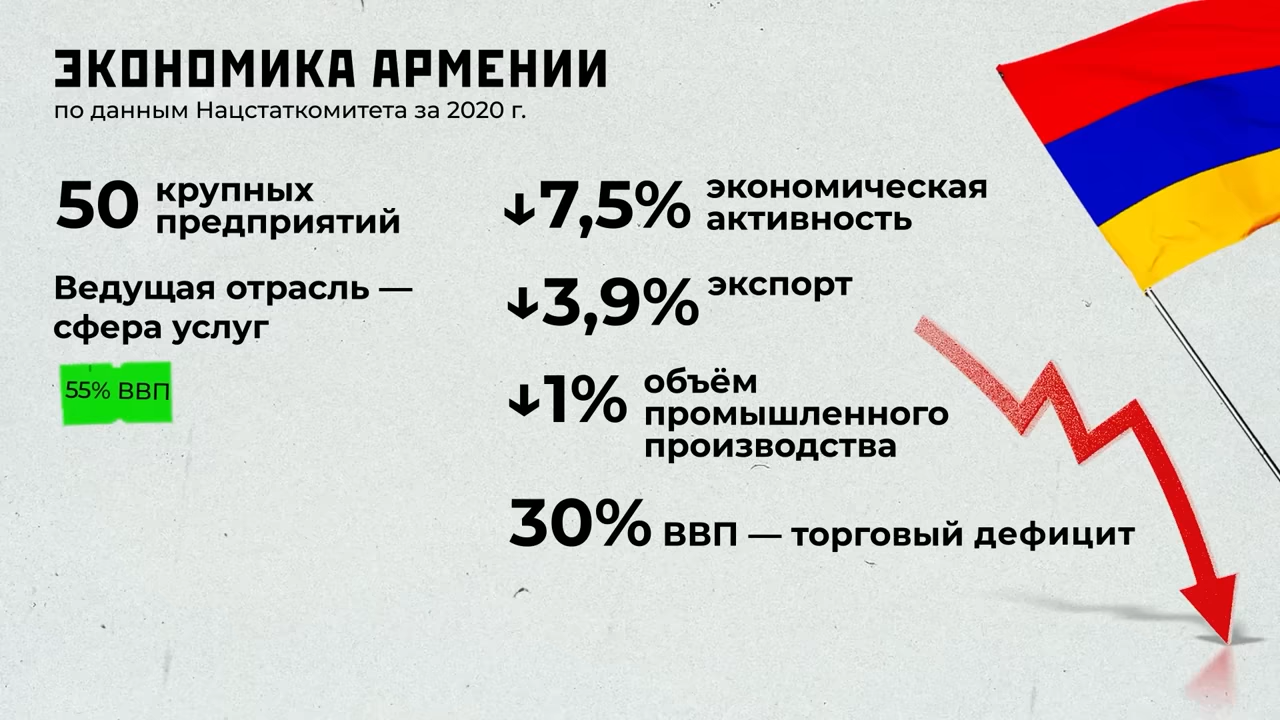 ЭКОНОМИКА АРМЕНИИ
по данным Нацстаткомитета за 2020 г.
50 крупных
предприятий
Ведущая отрасль —
сфера услуг
55% ВВП
↓7,5% экономическая
активность
↓3,9% экспорт
↓1% объём
промышленного
производства
30% ВВП — торговый дефицит